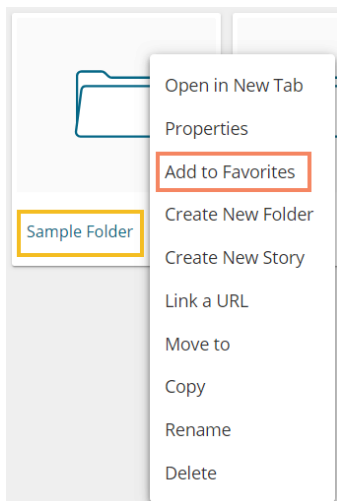 Open in New Tab
Properties
Add to Favorites
Sample Folder
Create New Folder
Create New Story
Link a URL
Move to
Copy
Rename
Delete